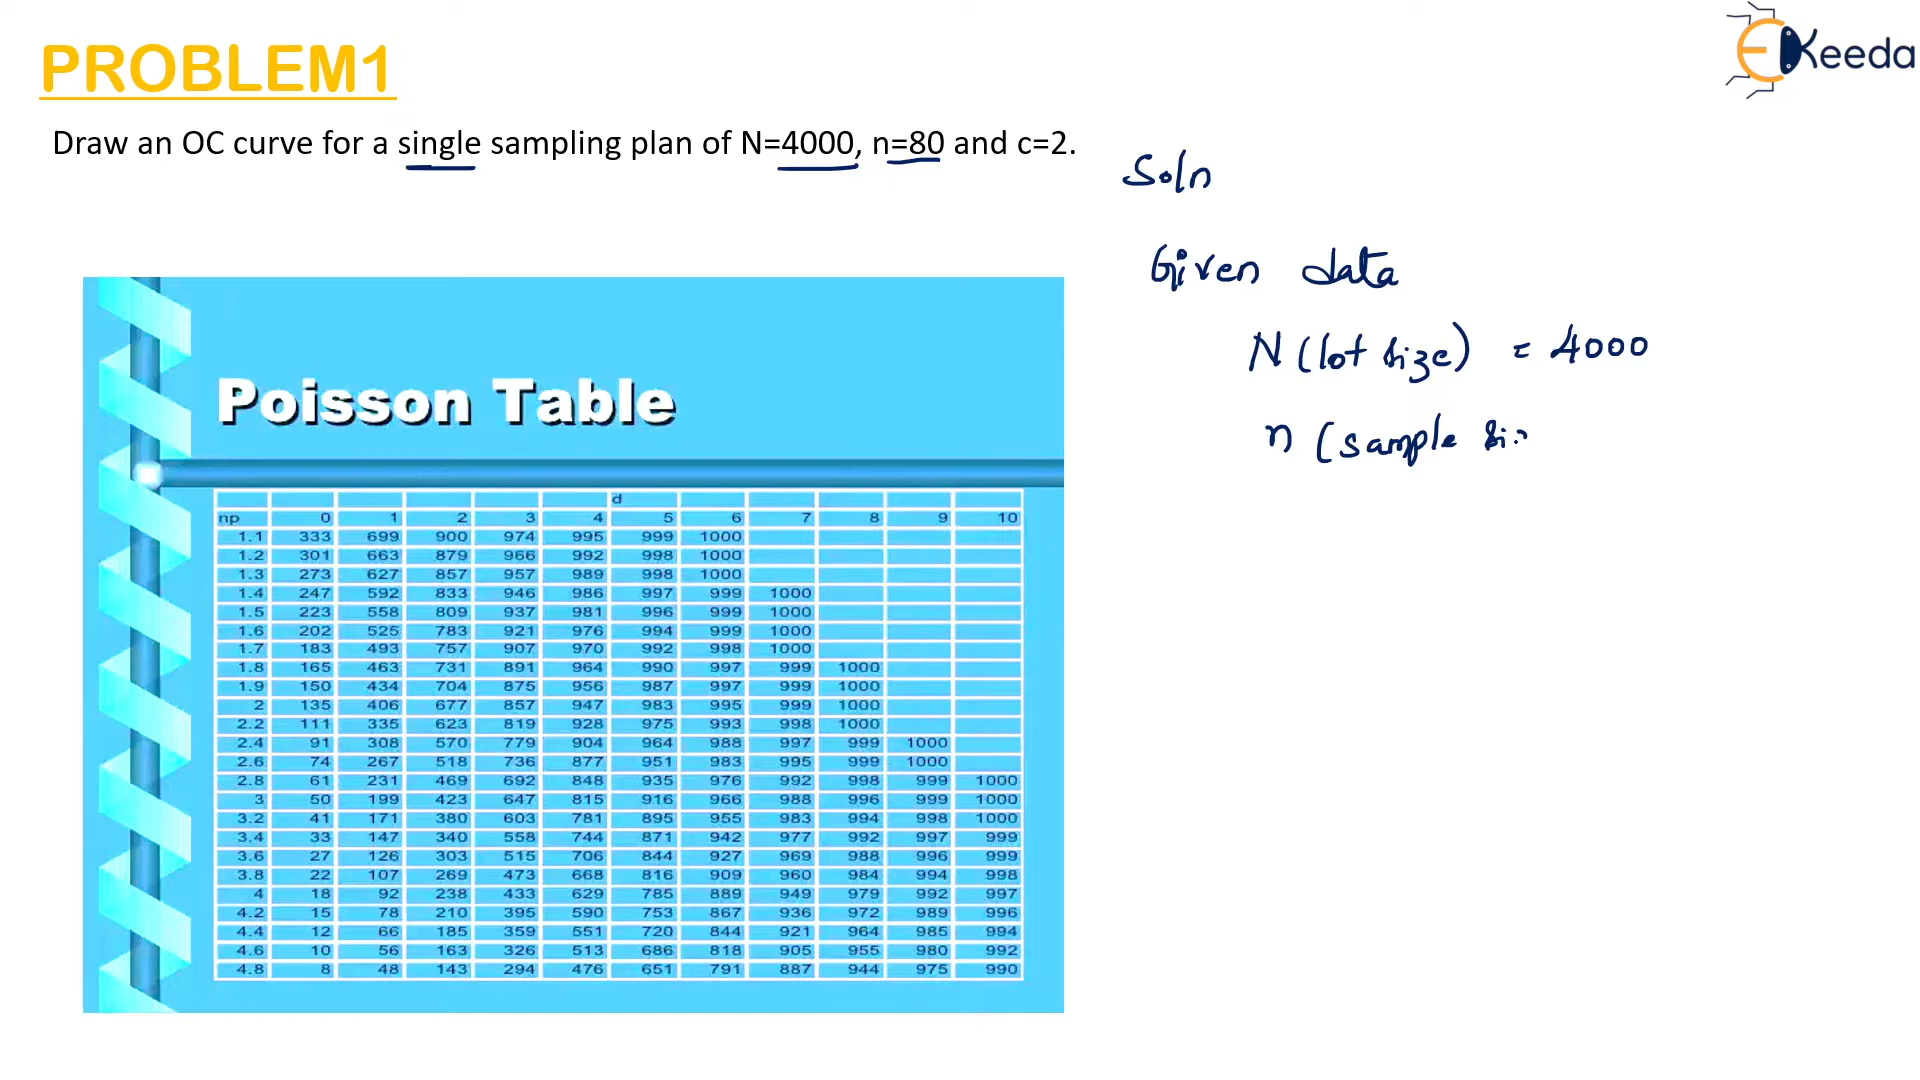 PROBLEM1
EKeeda
Draw an OC curve for a single sampling plan of N=4000, n=80 and c=2.
Soln
Given data
N (lot size) = 4000
n (sample si
Poisson Table
d
np 0 1 2 3 4 5 6 7 8 9 10
1.1 333 699 900 974 995 999 1000
1.2 301 663 879 966 992 998 1000
1.3 273 627 857 957 989 998 1000
1.4 247 592 833 946 986 997 999 1000
1.5 223 558 809 937 981 996 999 1000
1.6 202 525 783 921 976 994 999 1000
1.7 183 493 757 907 970 992 998 1000
1.8 165 463 731 891 964 990 997 999 1000
1.9 150 434 704 875 956 987 997 999 1000
2 135 406 677 857 947 983 995 999 1000
2.2 111 335 623 819 928 975 993 998 1000
2.4 91 308 570 779 904 964 988 997 999 1000
2.6 74 267 518 736 877 951 983 995 999 1000
2.8 61 231 469 692 848 935 976 992 998 999 1000
3 50 199 423 647 815 916 966 988 996 999 1000
3.2 41 171 380 603 781 895 955 983 994 998 1000
3.4 33 147 340 558 744 871 942 977 992 997 999
3.6 27 126 303 515 706 844 927 969 988 996 999
3.8 22 107 269 473 668 816 909 960 984 994 998
4 18 92 238 433 629 785 889 949 979 992 997
4.2 15 78 210 395 590 753 867 936 972 989 996
4.4 12 66 185 359 551 720 844 921 964 985 994
4.6 10 56 163 326 513 686 818 905 955 980 992
4.8 8 48 143 294 476 651 791 887 944 975 990